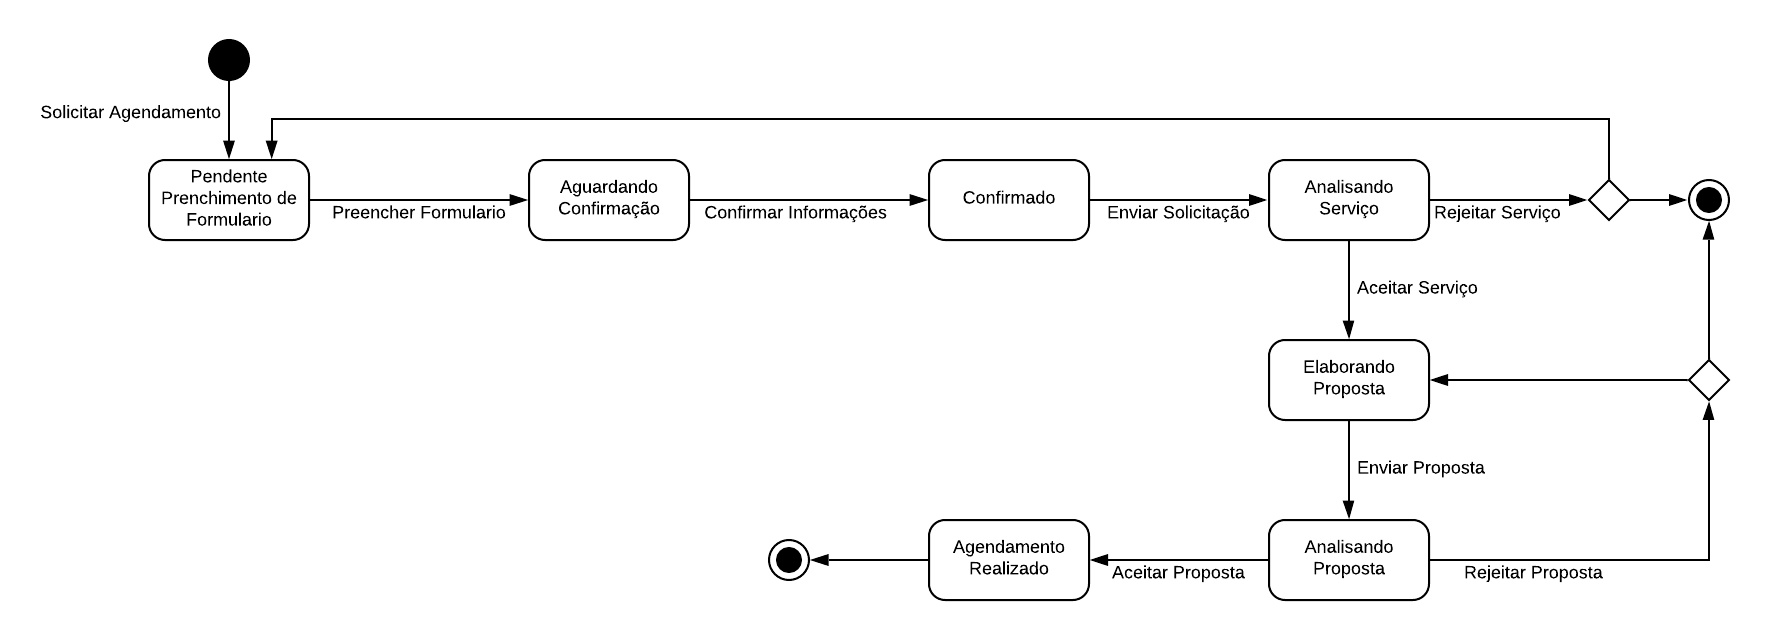 Solicitar Agendamento
Pendente
Prenchimento de
Formulario
Preencher Formulario
Aguardando
Confirmação
Confirmar Informações
Confirmado
Enviar Solicitação
Analisando
Serviço
Rejeitar Serviço
Aceitar Serviço
Elaborando
Proposta
Enviar Proposta
Analisando
Proposta
Rejeitar Proposta
Aceitar Proposta
Agendamento
Realizado